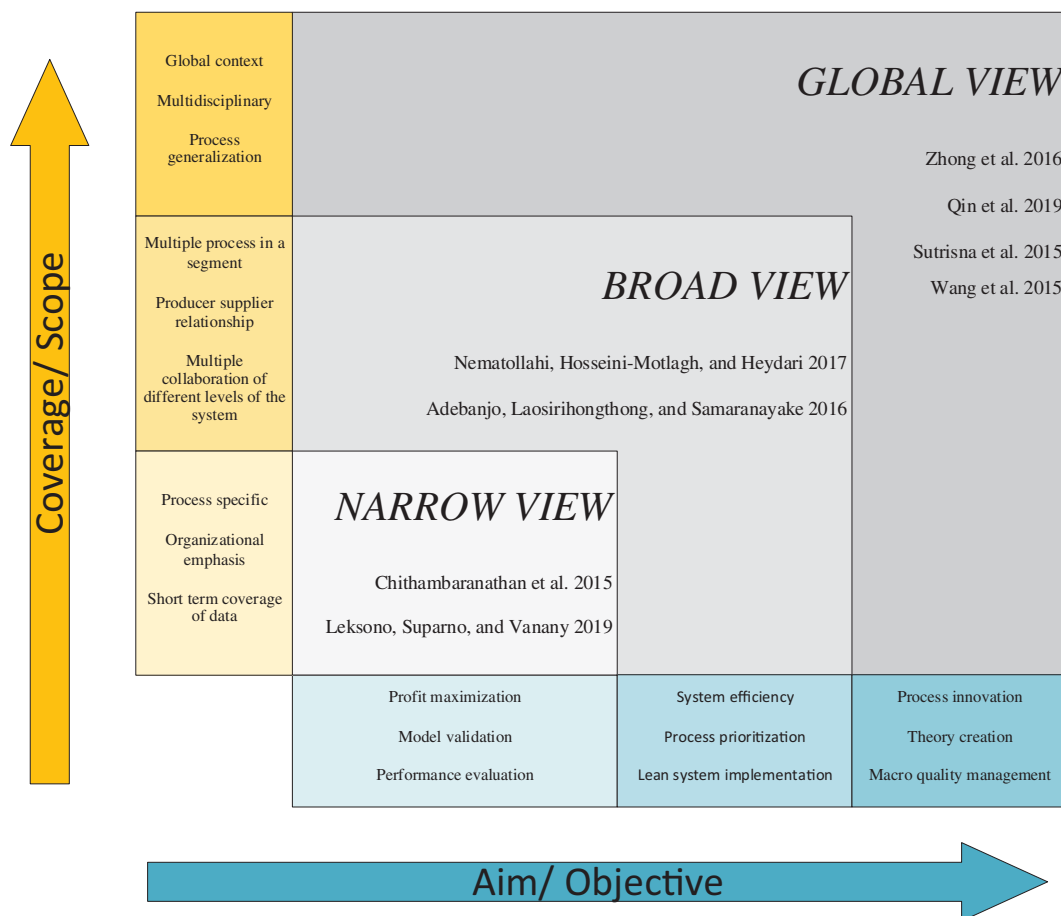 Coverage/ Scope
Global context
Multidisciplinary
Process
generalization
GLOBAL VIEW
Zhong et al. 2016
Qin et al. 2019
Sutrisna et al. 2015
Wang et al. 2015
Multiple process in a
segment
Producer supplier
relationship
Multiple
collaboration of
different levels of the
system
BROAD VIEW
Nematollahi, Hosseini-Motlagh, and Heydari 2017
Adebanjo, Laosirihongthong, and Samaranayake 2016
Process specific
Organizational
emphasis
Short term coverage
of data
NARROW VIEW
Chithambaranathan et al. 2015
Leksono, Suparno, and Vanany 2019
Profit maximization
Model validation
Performance evaluation
System efficiency
Process prioritization
Lean system implementation
Process innovation
Theory creation
Macro quality management
Aim/ Objective